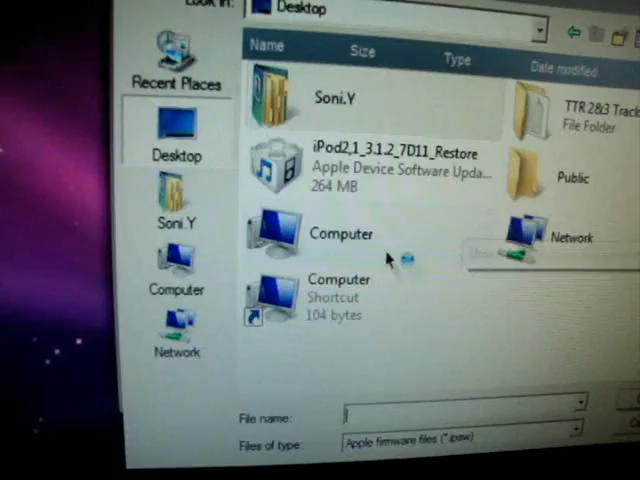 Look in:
Desktop
Name Size Type Date modified
Recent Places
Desktop
Soni.Y
Computer
Network
Soni.Y
TTR 2&3 Track
File Folder
iPod2,1_3.1.2_7D11_Restore
Apple Device Software Upda...
264 MB
Public
Computer
Network
Computer
Shortcut
104 bytes
File name:
Files of type: Apple firmware files (*.ipsw)